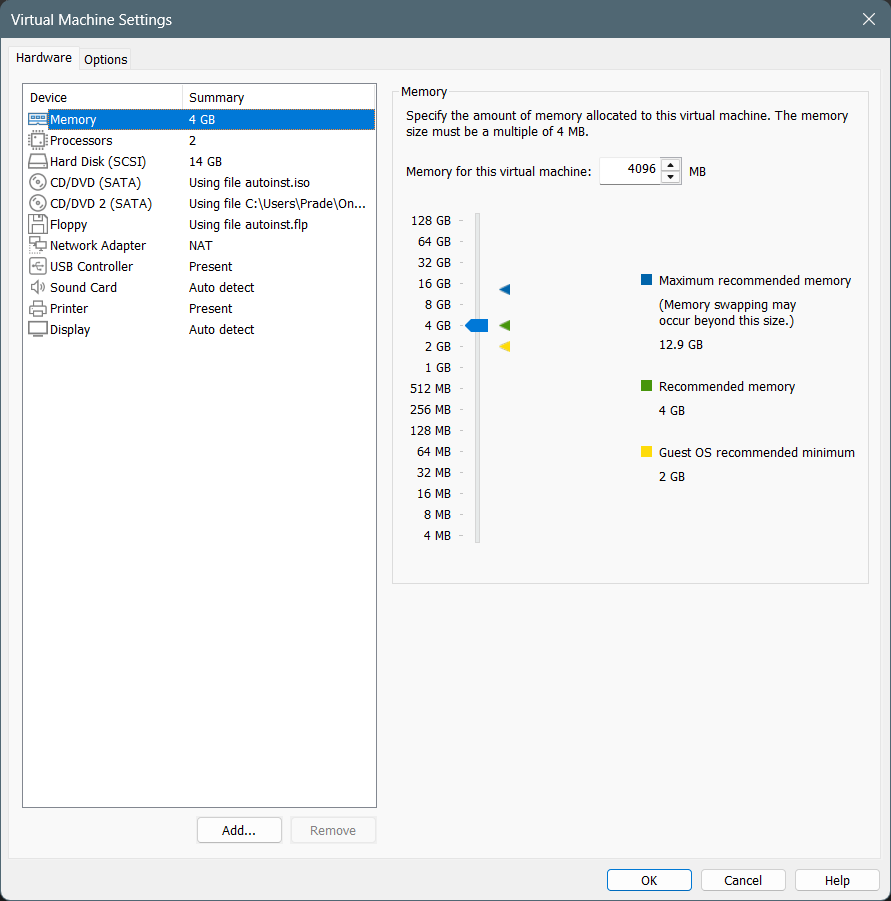 Virtual Machine Settings
Hardware
Options
Device Summary
Memory 4 GB
Processors 2
Hard Disk (SCSI) 14 GB
CD/DVD (SATA) Using file autoinst.iso
CD/DVD 2 (SATA) Using file C:\Users\Prade\On...
Floppy Using file autoinst.flp
Network Adapter NAT
USB Controller Present
Sound Card Auto detect
Printer Present
Display Auto detect
Add...
Remove
Memory
Specify the amount of memory allocated to this virtual machine. The memory
size must be a multiple of 4 MB.
Memory for this virtual machine: 4096 MB
128 GB
64 GB
32 GB
16 GB
8 GB
4 GB
2 GB
1 GB
512 MB
256 MB
128 MB
64 MB
32 MB
16 MB
8 MB
4 MB
Maximum recommended memory
(Memory swapping may
occur beyond this size.)
12.9 GB
Recommended memory
4 GB
Guest OS recommended minimum
2 GB
OK
Cancel
Help